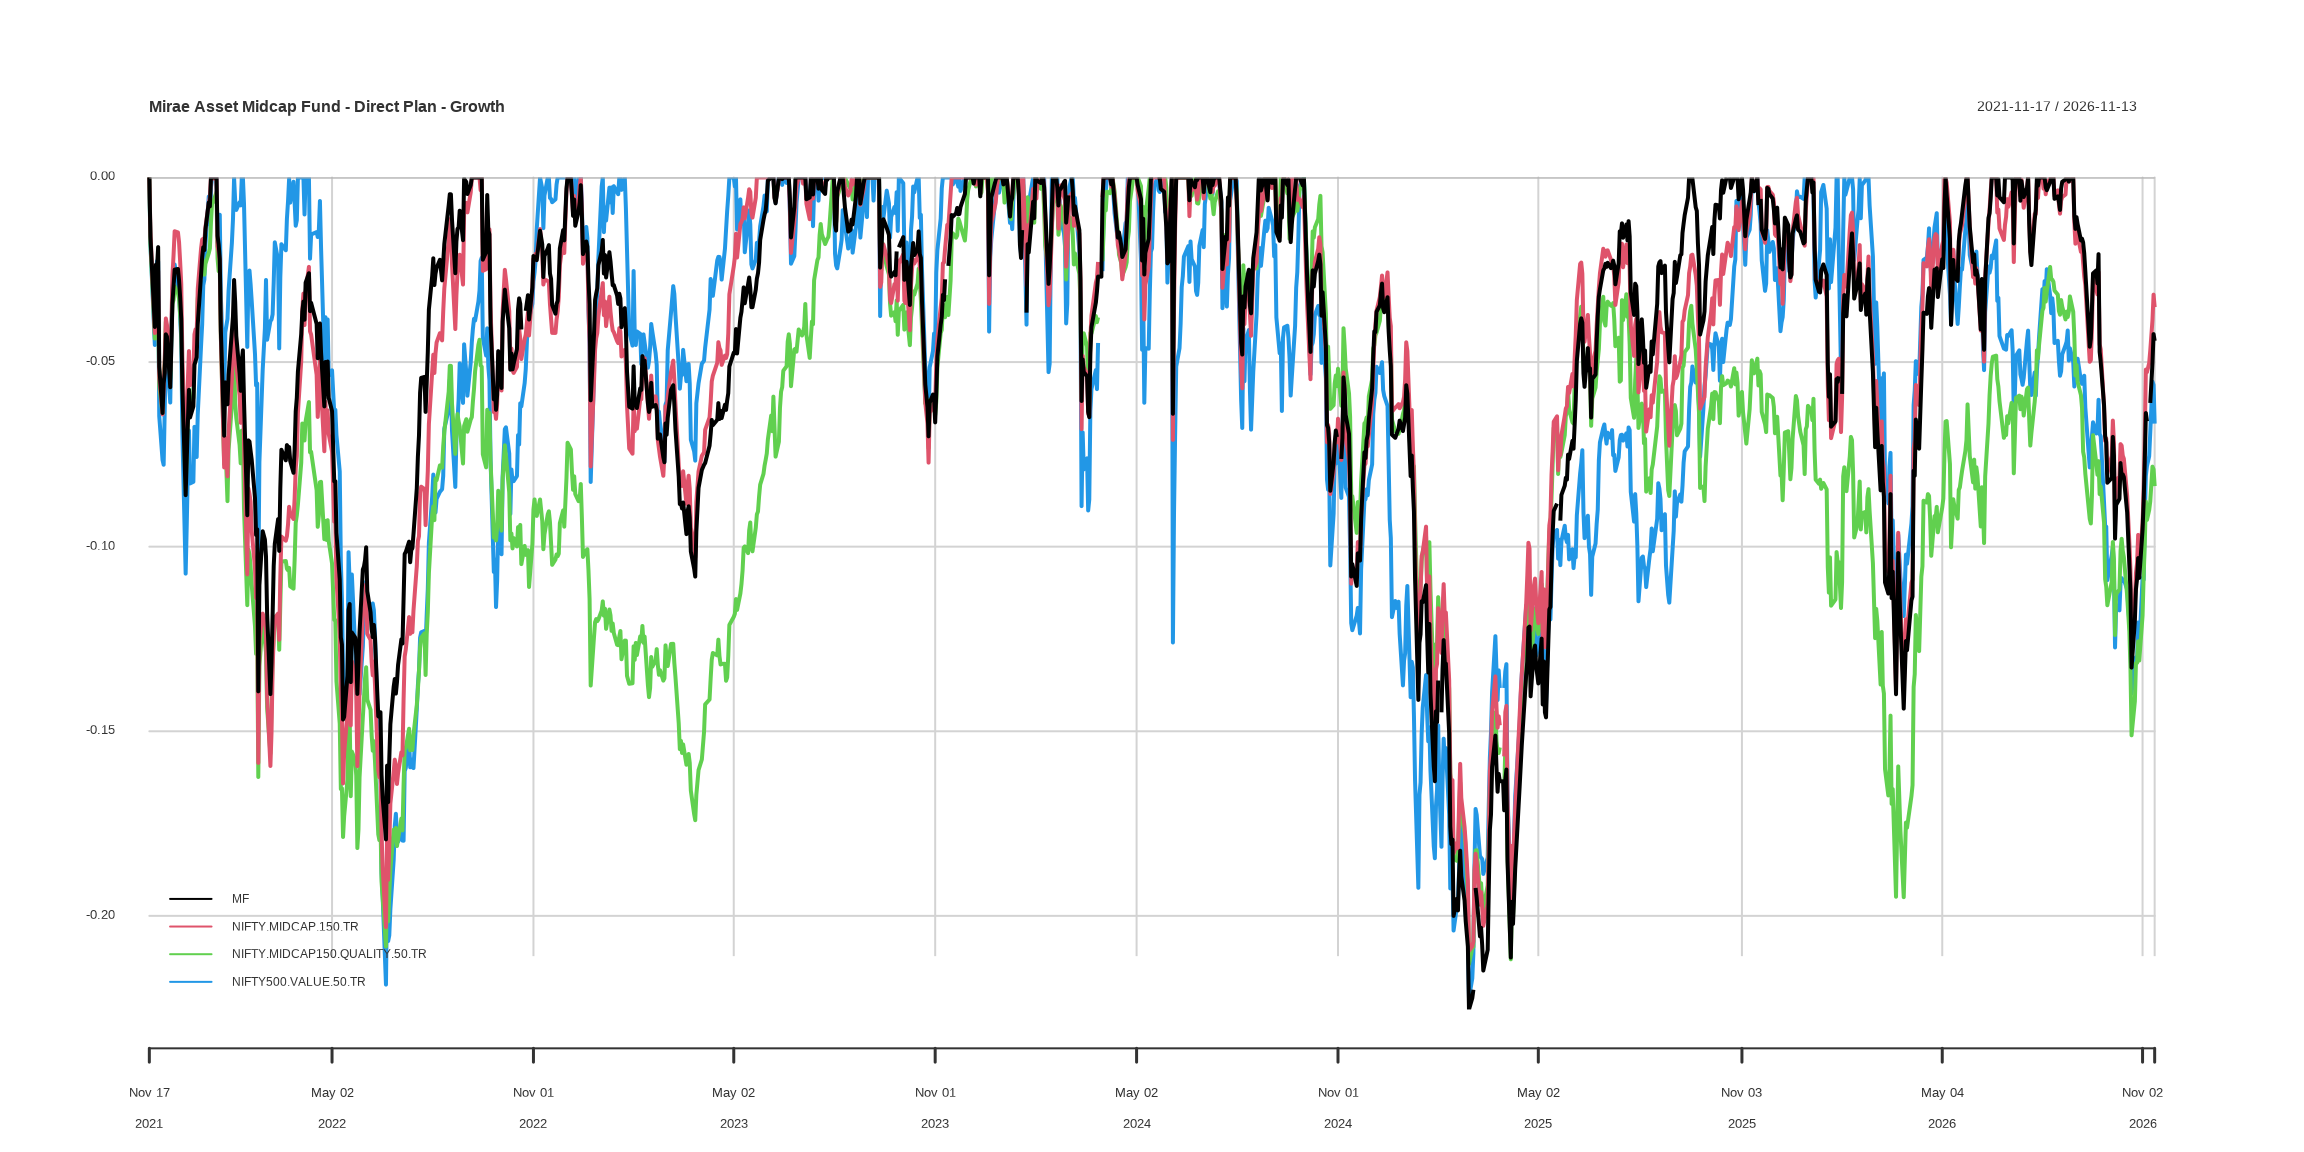 Mirae Asset Midcap Fund - Direct Plan - Growth
2021-11-17 / 2026-11-13
0.00
-0.05
-0.10
-0.15
-0.20
MF
NIFTY.MIDCAP.150.TR
NIFTY.MIDCAP150.QUALITY.50.TR
NIFTY500.VALUE.50.TR
Nov 17 May 02 Nov 01 May 02 Nov 01 May 02 Nov 01 May 02 Nov 03 May 04 Nov 02
2021 2022 2022 2023 2023 2024 2024 2025 2025 2026 2026